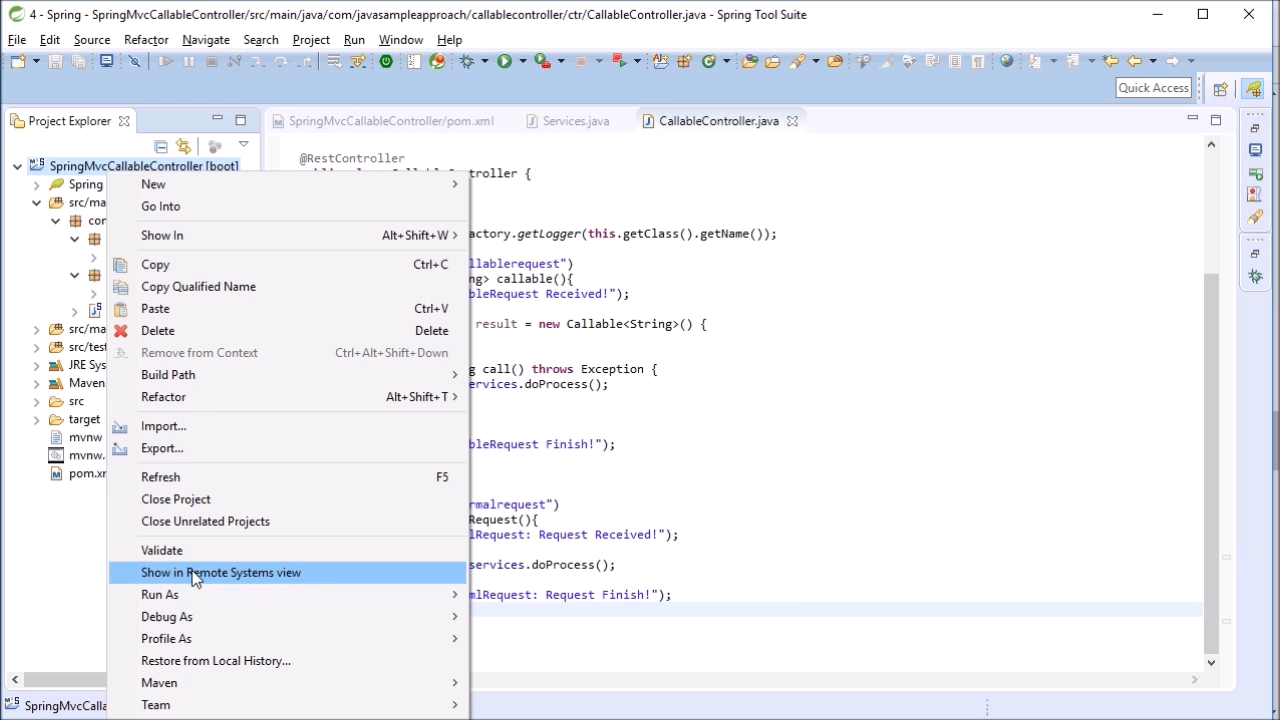 4 - Spring - SpringMvcCallableController/src/main/java/com/javasampleapproach/callablecontroller/ctr/CallableController.java - Spring Tool Suite
File Edit Source Refactor Navigate Search Project Run Window Help
Quick Access
Project Explorer
SpringMvcCallableController/pom.xml Services.java CallableController.java
SpringMvcCallableController [boot]
Spring
src/ma
con
src/ma
src/test
JRE Sys
Maven
src
target
mvnw
mvnw.
pom.xm
New
Go Into
Show In Alt+Shift+W
Copy Ctrl+C
Copy Qualified Name
Paste Ctrl+V
Delete Delete
Remove from Context Ctrl+Alt+Shift+Down
Build Path
Refactor Alt+Shift+T
Import...
Export...
Refresh F5
Close Project
Close Unrelated Projects
Validate
Show in Remote Systems view
Run As
Debug As
Profile As
Restore from Local History...
Maven
Team
@RestController
troller {
actory.getLogger(this.getClass().getName());
llablerequest")
ng> callable(){
bleRequest Received!");
result = new Callable<String>() {
g call() throws Exception {
ervices.doProcess();
bleRequest Finish!");
rmalrequest")
Request(){
lRequest: Request Received!");
services.doProcess();
mlRequest: Request Finish!");
SpringMvcCalla